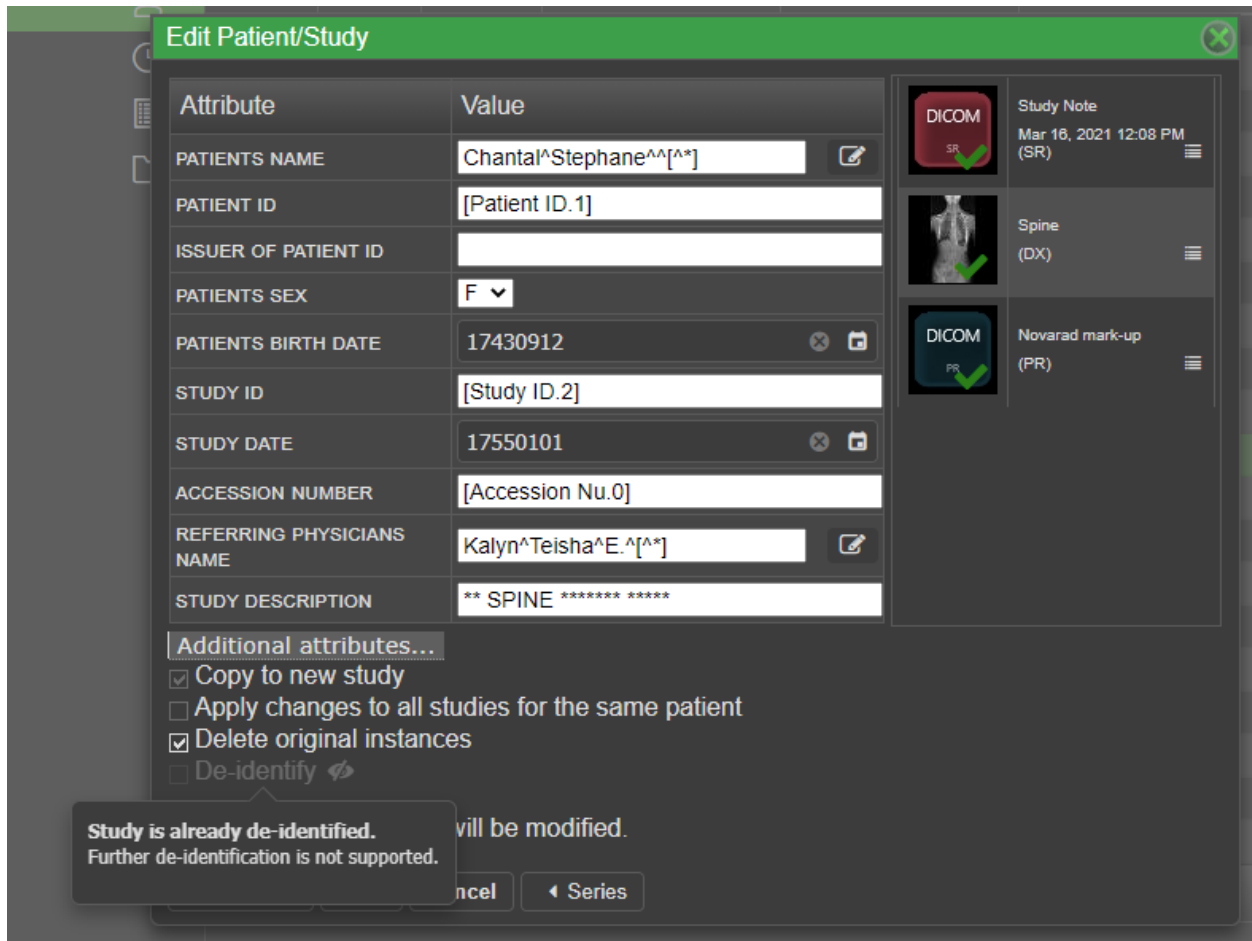 Edit Patient/Study
Attribute Value
PATIENTS NAME Chantal^Stephane^^[^*]
PATIENT ID [Patient ID.1]
ISSUER OF PATIENT ID
PATIENTS SEX F
PATIENTS BIRTH DATE 17430912
STUDY ID [Study ID.2]
STUDY DATE 17550101
ACCESSION NUMBER [Accession Nu.0]
REFERRING PHYSICIANS
NAME
Kalyn^Teisha^E.^[^*]
STUDY DESCRIPTION ** SPINE ******* *****
DICOM
SR
Study Note
Mar 16, 2021 12:08 PM
(SR)
Spine
(DX)
DICOM
PR
Novarad mark-up
(PR)
Additional attributes...
Copy to new study
Apply changes to all studies for the same patient
Delete original instances
De-identify
Study is already de-identified.
Further de-identification is not supported.
will be modified.
ncel
Series